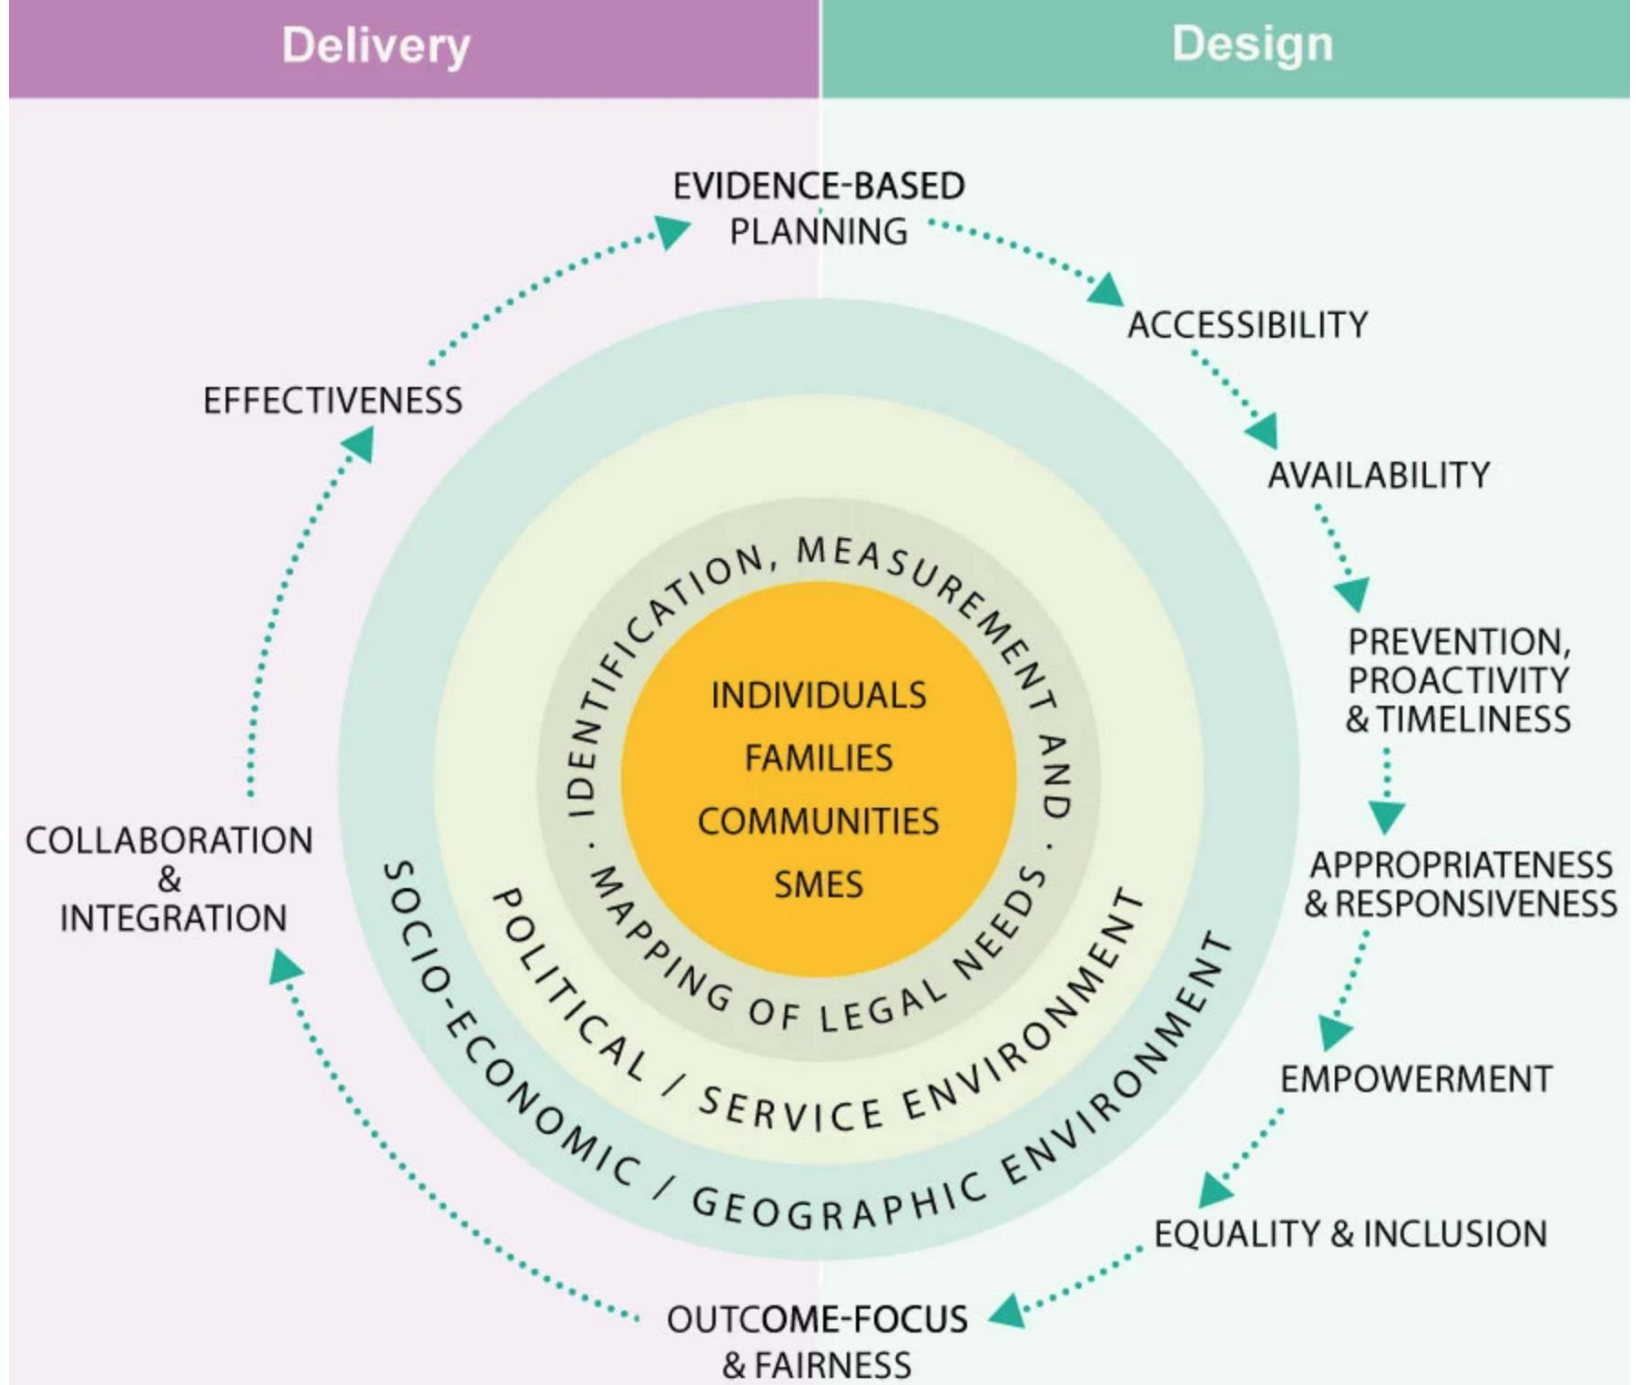 Delivery
Design
EVIDENCE-BASED
PLANNING
ACCESSIBILITY
AVAILABILITY
PREVENTION,
PROACTIVITY
& TIMELINESS
APPROPRIATENESS
& RESPONSIVENESS
EMPOWERMENT
EQUALITY & INCLUSION
OUTCOME-FOCUS
& FAIRNESS
COLLABORATION
&
INTEGRATION
EFFECTIVENESS
IDENTIFICATION, MEASUREMENT AND
· MAPPING OF LEGAL NEEDS ·
INDIVIDUALS
FAMILIES
COMMUNITIES
SMES
POLITICAL / SERVICE ENVIRONMENT
SOCIO-ECONOMIC / GEOGRAPHIC ENVIRONMENT